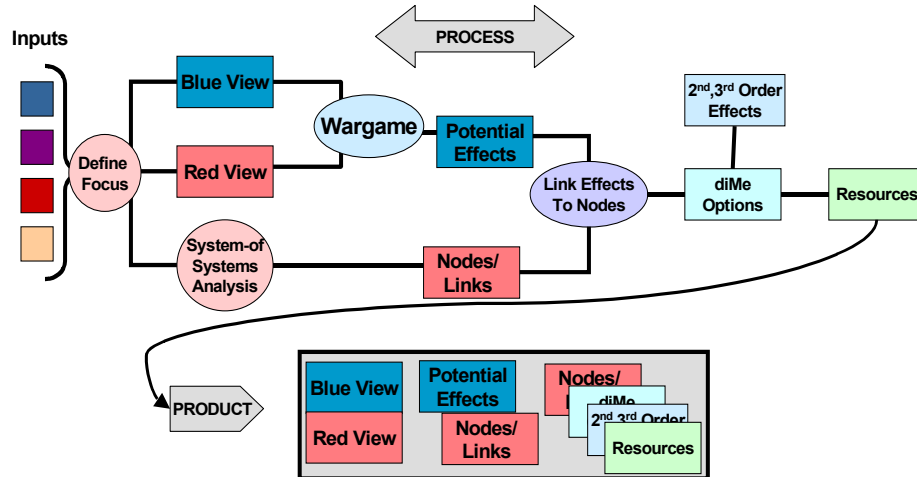 Inputs
PROCESS
Blue View
2nd,3rd Order
Effects
Wargame
Potential
Effects
Define
Focus
Red View
Link Effects
To Nodes
diMe
Options
Resources
System-of
Systems
Analysis
Nodes/
Links
PRODUCT
Blue View
Red View
Potential
Effects
Nodes/
Links
Nodes/
diMe
2nd 3rd Order
Resources